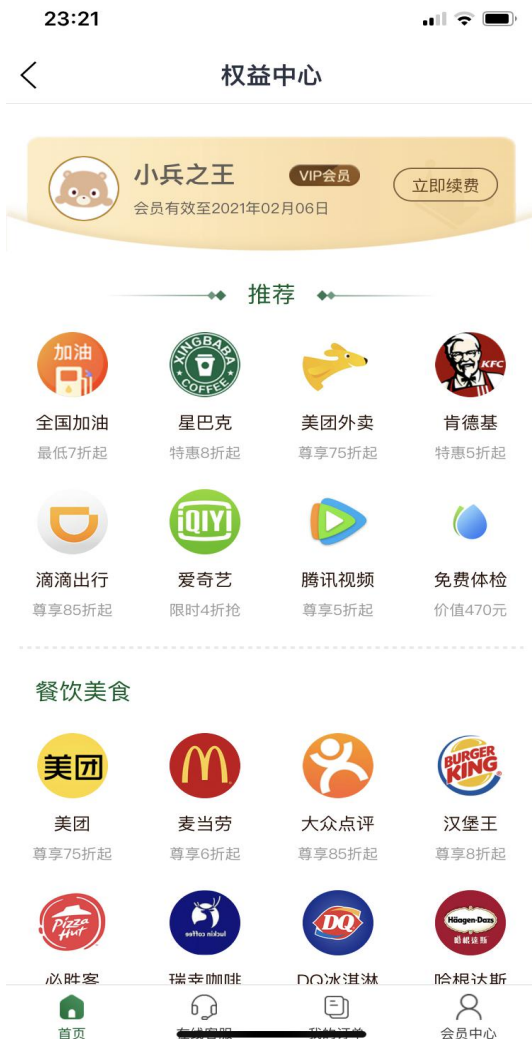 23:21
权益中心
小兵之王
VIP会员
会员有效至2021年02月06日
立即续费
推荐
加油
XINGBABA
COFFEE
KFC
全国加油
星巴克
美团外卖
肯德基
最低7折起
特惠8折起
尊享75折起
特惠5折起
iQIYI
滴滴出行
爱奇艺
腾讯视频
免费体检
尊享85折起
限时4折抢
尊享5折起
价值470元
餐饮美食
美团
BURGER
KING
美团
麦当劳
大众点评
汉堡王
尊享75折起
尊享6折起
尊享85折起
尊享8折起
Pizza
Hut
luckin coffee
DQ
Häagen-Dazs
哈根达斯
必胜客
瑞幸咖啡
DQ冰淇淋
哈根达斯
首页
在线客服
我的订单
会员中心